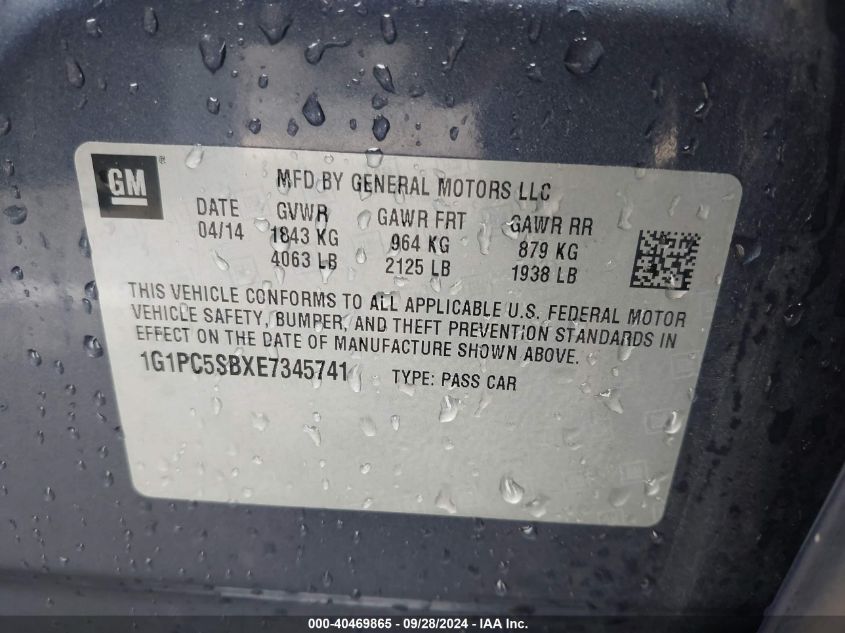 GM ®
MFD BY GENERAL MOTORS LLC
DATE GVWR GAWR FRT GAWR RR
04/14 1843 KG 964 KG 879 KG
4063 LB 2125 LB 1938 LB
THIS VEHICLE CONFORMS TO ALL APPLICABLE U.S. FEDERAL MOTOR
VEHICLE SAFETY, BUMPER, AND THEFT PREVENTION STANDARDS IN
EFFECT ON THE DATE OF MANUFACTURE SHOWN ABOVE.
1G1PC5SBXE7345741 TYPE: PASS CAR
000-40469865 - 09/28/2024 - IAA Inc.